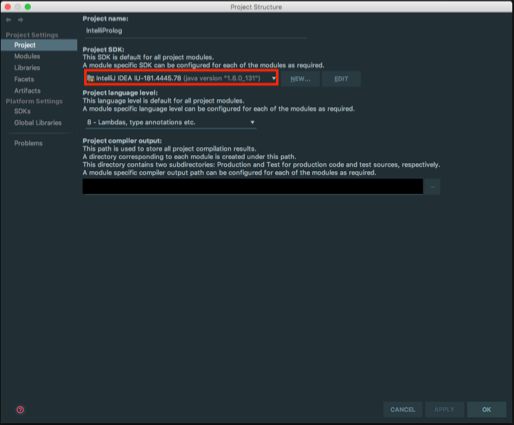 Project Structure
Project name:
IntelliProlog
Project Settings
Project
Modules
Libraries
Facets
Artifacts
Platform Settings
SDKs
Global Libraries
Problems
Project SDK:
This SDK is default for all project modules.
A module specific SDK can be configured for each of the modules as required.
IntelliJ IDEA IU-181.4445.78 (java version "1.8.0_131")
NEW...
EDIT
Project language level:
This language level is default for all project modules.
A module specific language level can be configured for each of the modules as required.
8 - Lambdas, type annotations etc.
Project compiler output:
This path is used to store all project compilation results.
A directory corresponding to each module is created under this path.
This directory contains two subdirectories: Production and Test for production code and test sources, respectively.
A module specific compiler output path can be configured for each of the modules as required.
...
?
CANCEL
APPLY
OK